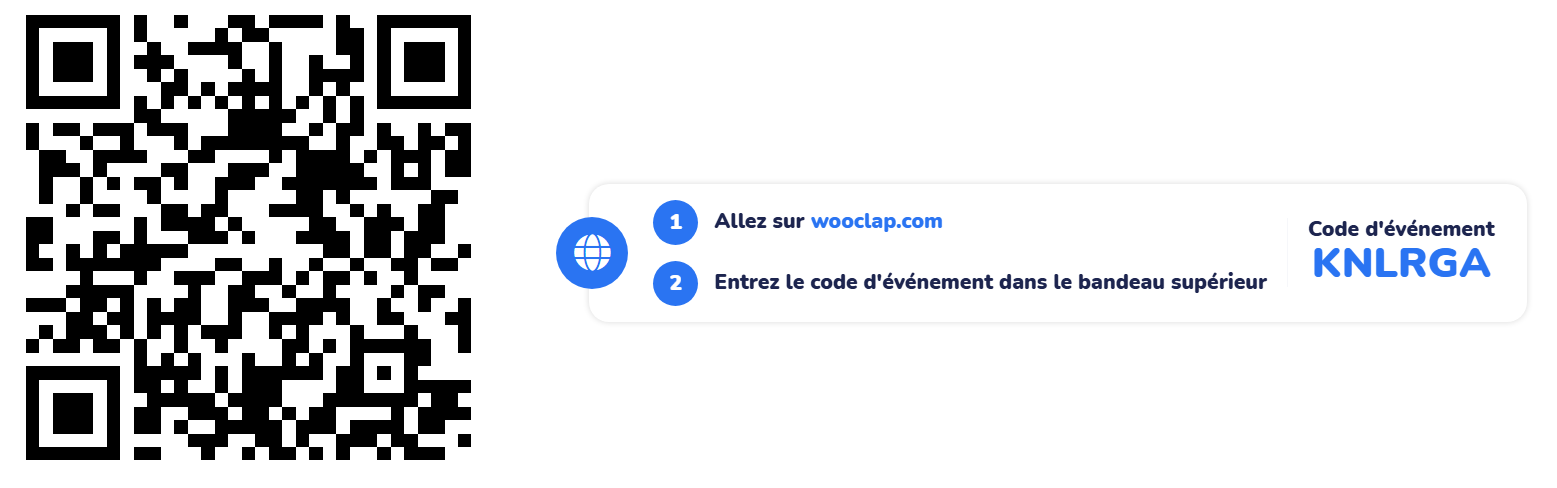 1 Allez sur wooclap.com
2 Entrez le code d'événement dans le bandeau supérieur
Code d'événement
KNLRGA